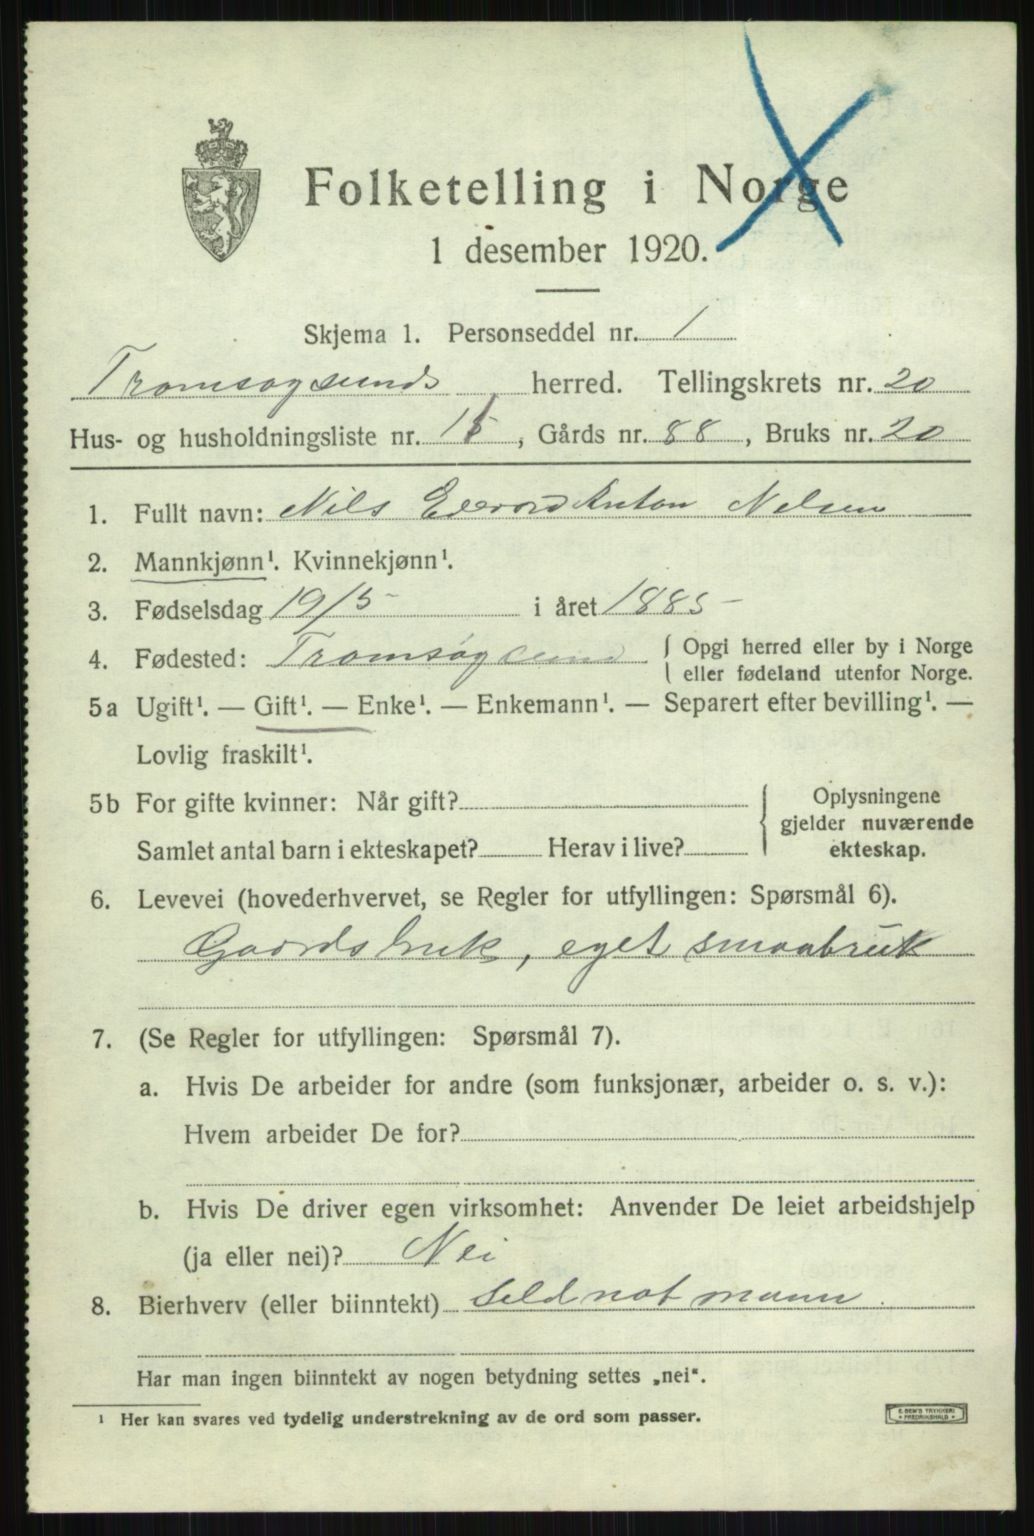 Folketelling i Norge
1 desember 1920.
Skjema 1. Personseddel nr. 1
Tromsøysunds herred. Tellingskrets nr. 20
Hus- og husholdningsliste nr. 15, Gårds nr. 88, Bruks nr. 20
1. Fullt navn: Nils Edvard Anton Nelsen
2. Mannkjønn¹. Kvinnekjønn¹.
3. Fødselsdag 19/5 i året 1885
4. Fødested: Tromsøysund { Opgi herred eller by i Norge
eller fødeland utenfor Norge.
5a Ugift¹. — Gift¹. — Enke¹. — Enkemann¹. — Separert efter bevilling¹. —
Lovlig fraskilt¹.
5b For gifte kvinner: Når gift?
Samlet antal barn i ekteskapet? Herav i live?
Oplysningene
gjelder nuværende
ekteskap.
6. Levevei (hovederhvervet, se Regler for utfyllingen: Spørsmål 6).
Gaardsbruk, eget smaabruk
7. (Se Regler for utfyllingen: Spørsmål 7).
a. Hvis De arbeider for andre (som funksjonær, arbeider o. s. v.):
Hvem arbeider De for?
b. Hvis De driver egen virksomhet: Anvender De leiet arbeidshjelp
(ja eller nei)? Nei
8. Bierhverv (eller biinntekt) Sildnotmann.
Har man ingen biinntekt av nogen betydning settes „nei".
¹ Her kan svares ved tydelig understrekning av de ord som passer.